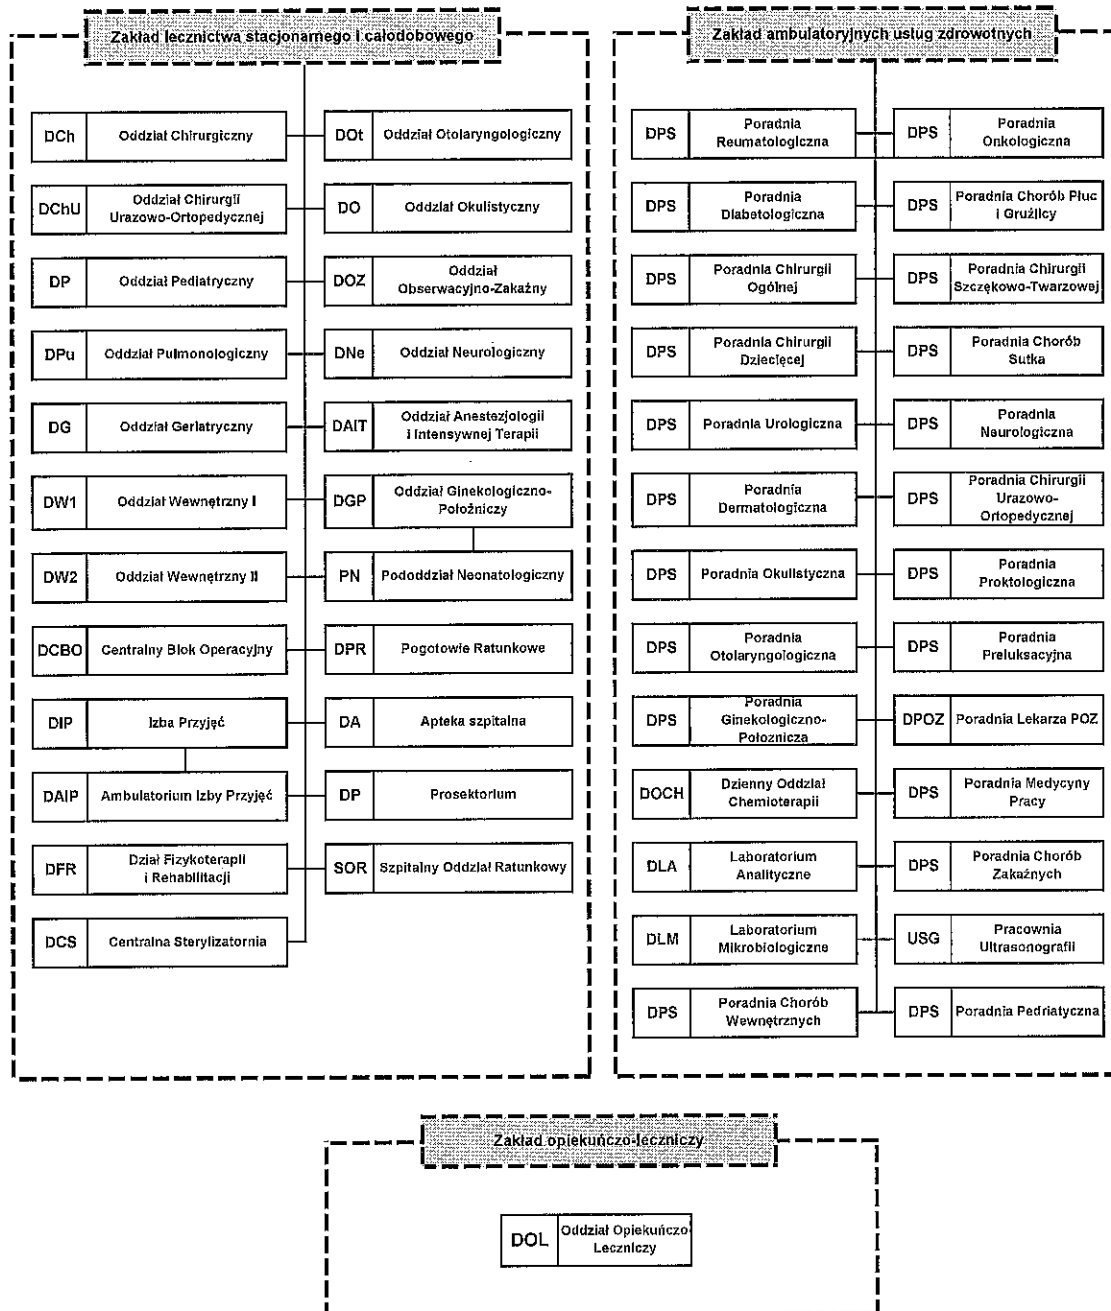 Zakład lecznictwa stacjonarnego i całodobowego
DCh
Oddział Chirurgiczny
DOt
Oddział Otolaryngologiczny
DChU
Oddział Chirurgii
Urazowo-Ortopedycznej
DO
Oddział Okulistyczny
DP
Oddział Pediatryczny
DOZ
Oddział
Obserwacyjno-Zakaźny
DPu
Oddział Pulmonologiczny
DNe
Oddział Neurologiczny
DG
Oddział Geriatryczny
DAIT
Oddział Anestezjologii
i Intensywnej Terapii
DW1
Oddział Wewnętrzny I
DGP
Oddział Ginekologiczno-
Położniczy
DW2
Oddział Wewnętrzny II
PN
Pododdział Neonatologiczny
DCBO
Centralny Blok Operacyjny
DPR
Pogotowie Ratunkowe
DIP
Izba Przyjęć
DA
Apteka szpitalna
DAIP
Ambulatorium Izby Przyjęć
DP
Prosektorium
DFR
Dział Fizykoterapii
i Rehabilitacji
SOR
Szpitalny Oddział Ratunkowy
DCS
Centralna Sterylizatornia
Zakład ambulatoryjnych usług zdrowotnych
DPS
Poradnia
Reumatologiczna
DPS
Poradnia
Onkologiczna
DPS
Poradnia
Diabetologiczna
DPS
Poradnia Chorób Płuc
i Gruźlicy
DPS
Poradnia Chirurgii
Ogólnej
DPS
Poradnia Chirurgii
Szczękowo-Twarzowej
DPS
Poradnia Chirurgii
Dziecięcej
DPS
Poradnia Chorób
Sutka
DPS
Poradnia Urologiczna
DPS
Poradnia
Neurologiczna
DPS
Poradnia
Dermatologiczna
DPS
Poradnia Chirurgii
Urazowo-
Ortopedycznej
DPS
Poradnia Okulistyczna
DPS
Poradnia
Proktologiczna
DPS
Poradnia
Otolaryngologiczna
DPS
Poradnia
Preluksacyjna
DPS
Poradnia
Ginekologiczno-
Położnicza
DPOZ
Poradnia Lekarza POZ
DOCH
Dzienny Oddział
Chemioterapii
DPS
Poradnia Medycyny
Pracy
DLA
Laboratorium
Analityczne
DPS
Poradnia Chorób
Zakaźnych
DLM
Laboratorium
Mikrobiologiczne
USG
Pracownia
Ultrasonografii
DPS
Poradnia Chorób
Wewnętrznych
DPS
Poradnia Pedriatyczna
Zakład opiekuńczo-leczniczy
DOL
Oddział Opiekuńczo
Leczniczy